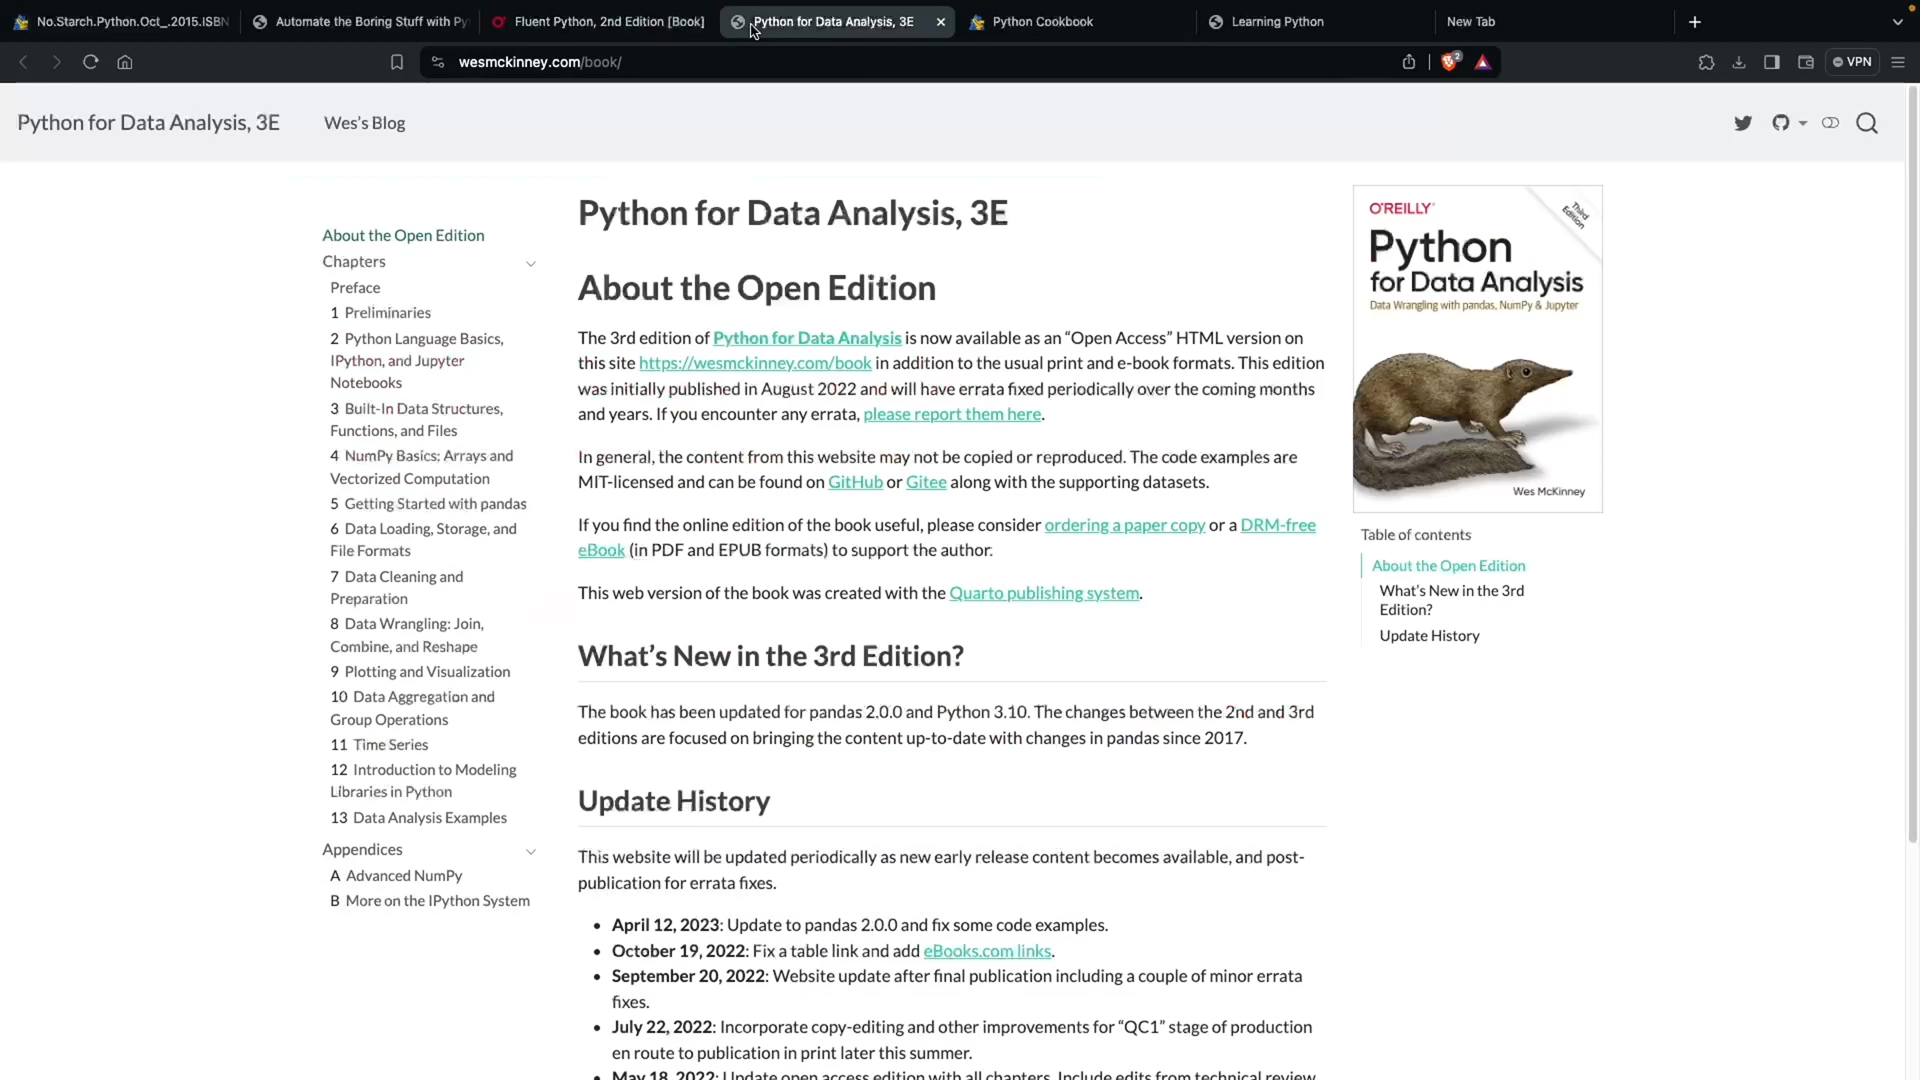 No.Starch.Python.Oct_.2015.ISBN
Automate the Boring Stuff with Py
Fluent Python, 2nd Edition [Book]
Python for Data Analysis, 3E
Python Cookbook
Learning Python
New Tab
wesmckinney.com/book/
2
VPN
Python for Data Analysis, 3E
Wes's Blog
About the Open Edition
Chapters
Preface
1 Preliminaries
2 Python Language Basics,
IPython, and Jupyter
Notebooks
3 Built-In Data Structures,
Functions, and Files
4 NumPy Basics: Arrays and
Vectorized Computation
5 Getting Started with pandas
6 Data Loading, Storage, and
File Formats
7 Data Cleaning and
Preparation
8 Data Wrangling: Join,
Combine, and Reshape
9 Plotting and Visualization
10 Data Aggregation and
Group Operations
11 Time Series
12 Introduction to Modeling
Libraries in Python
13 Data Analysis Examples
Appendices
A Advanced NumPy
B More on the IPython System
Python for Data Analysis, 3E
About the Open Edition
The 3rd edition of Python for Data Analysis is now available as an “Open Access” HTML version on
this site https://wesmckinney.com/book in addition to the usual print and e-book formats. This edition
was initially published in August 2022 and will have errata fixed periodically over the coming months
and years. If you encounter any errata, please report them here.
In general, the content from this website may not be copied or reproduced. The code examples are
MIT-licensed and can be found on GitHub or Gitee along with the supporting datasets.
If you find the online edition of the book useful, please consider ordering a paper copy or a DRM-free
eBook (in PDF and EPUB formats) to support the author.
This web version of the book was created with the Quarto publishing system.
What’s New in the 3rd Edition?
The book has been updated for pandas 2.0.0 and Python 3.10. The changes between the 2nd and 3rd
editions are focused on bringing the content up-to-date with changes in pandas since 2017.
Update History
This website will be updated periodically as new early release content becomes available, and post-
publication for errata fixes.
• April 12, 2023: Update to pandas 2.0.0 and fix some code examples.
• October 19, 2022: Fix a table link and add eBooks.com links.
• September 20, 2022: Website update after final publication including a couple of minor errata
fixes.
• July 22, 2022: Incorporate copy-editing and other improvements for “QC1” stage of production
en route to publication in print later this summer.
• May 18, 2022: Update open access edition with all chapters. Include edits from technical review
O'REILLY
Third
Edition
Python
for Data Analysis
Data Wrangling with pandas, NumPy & Jupyter
Wes McKinney
Table of contents
About the Open Edition
What’s New in the 3rd
Edition?
Update History